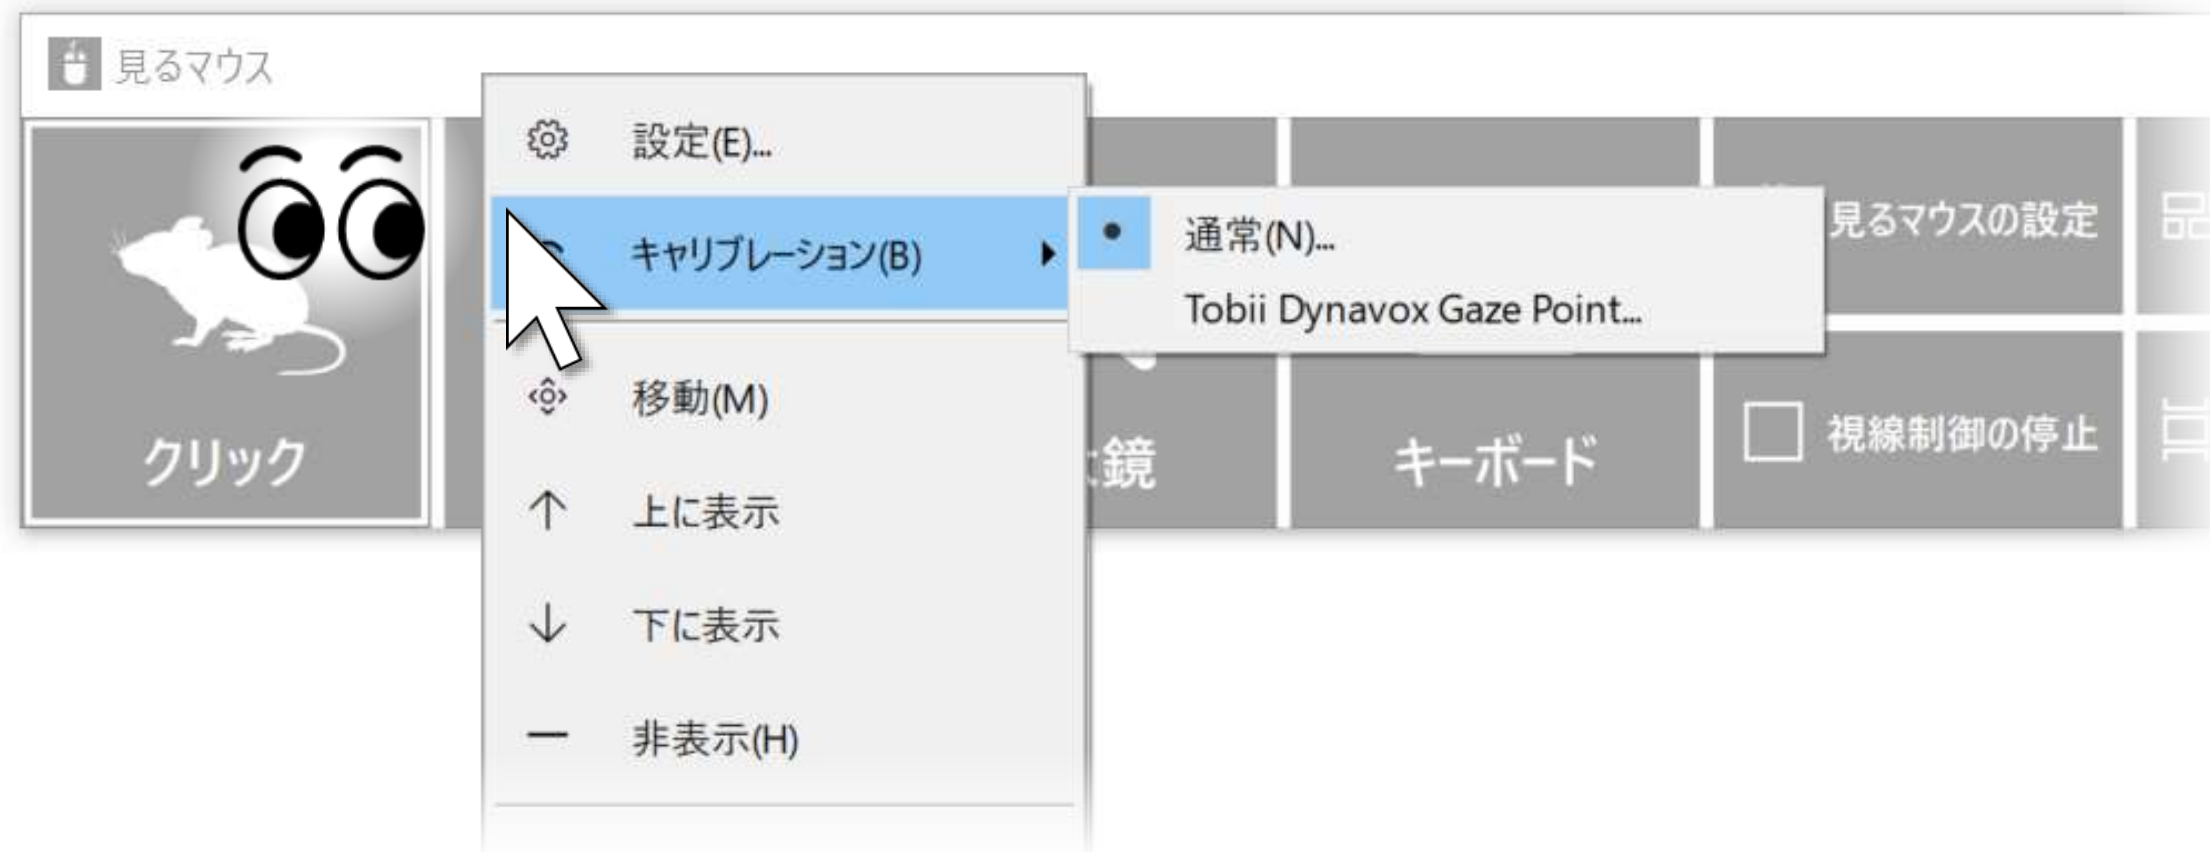 見るマウス
設定(E)...
キャリブレーション(B)
通常(N)...
Tobii Dynavox Gaze Point...
移動(M)
上に表示
下に表示
非表示(H)
クリック
鏡
キーボード
見るマウスの設定
視線制御の停止